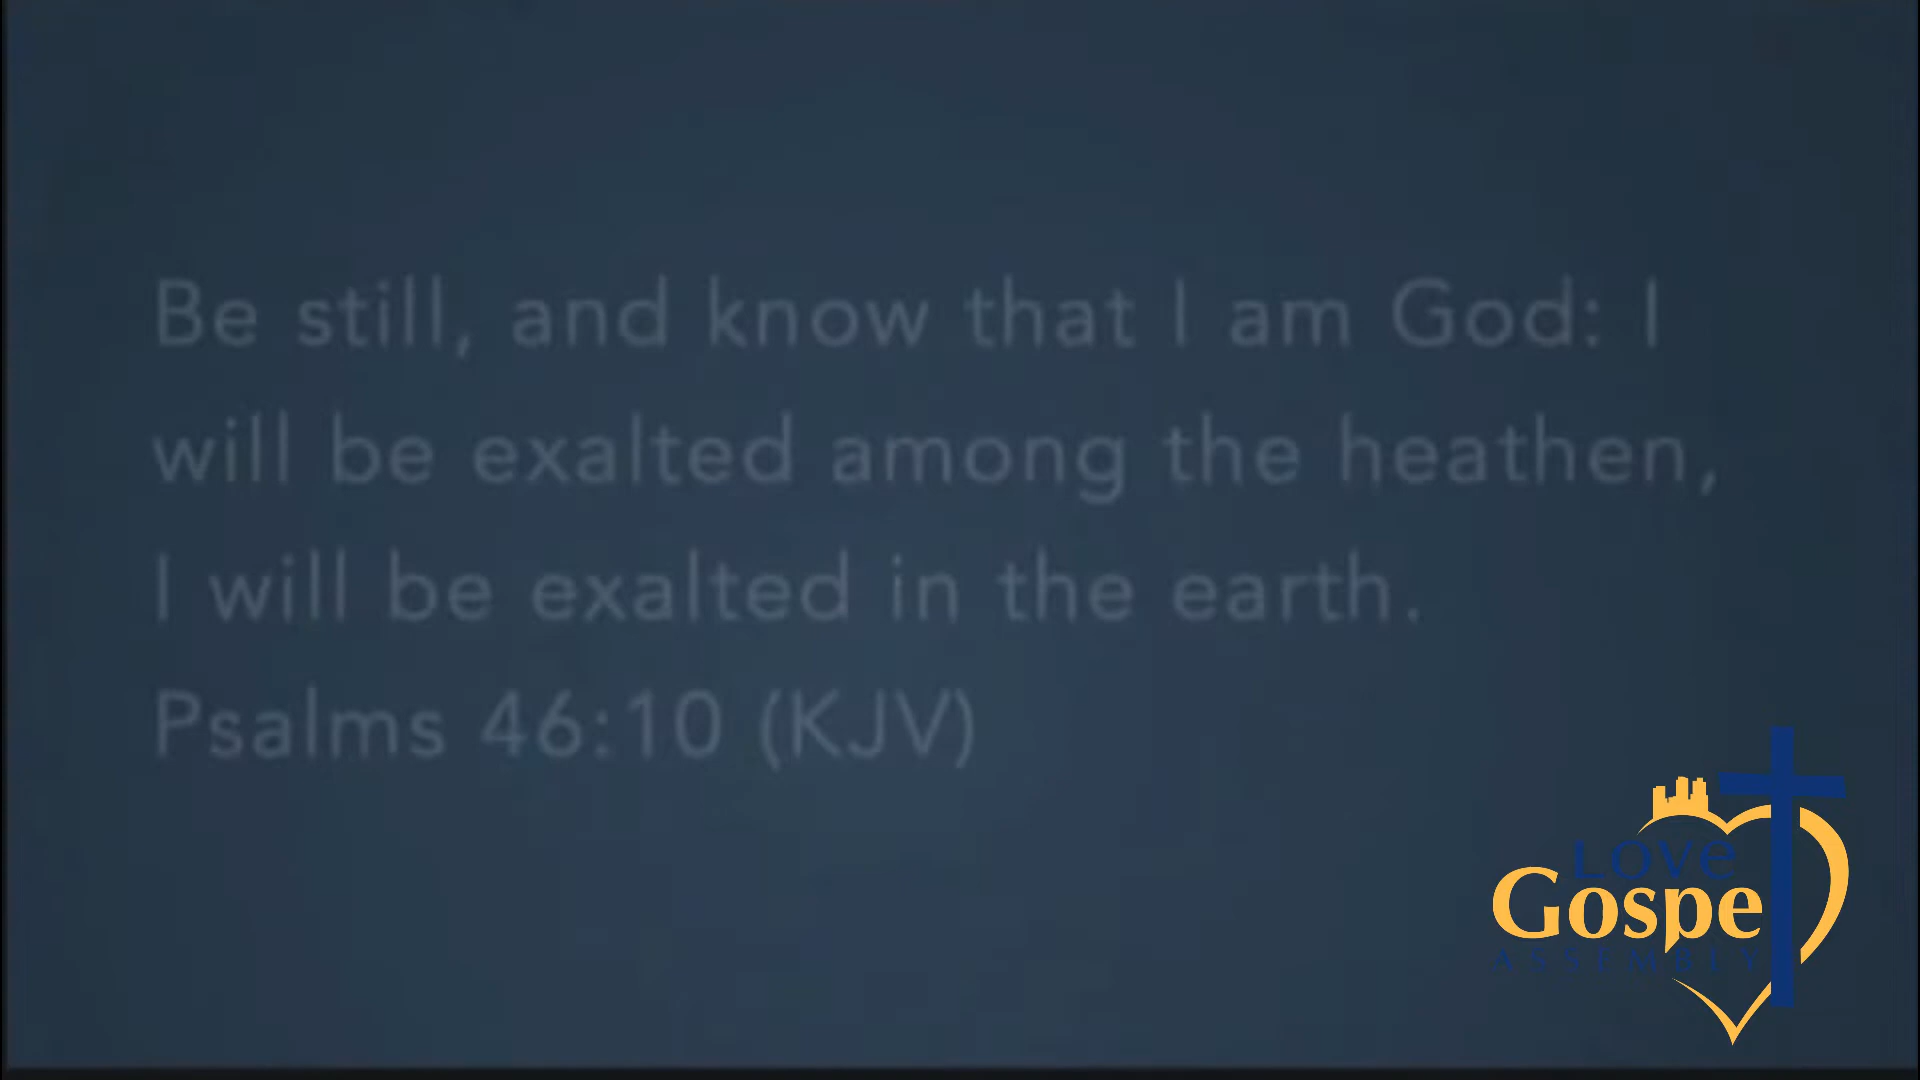 Be still, and know that I am God: I
will be exalted among the heathen,
I will be exalted in the earth.
Psalms 46:10 (KJV)
LOVE
Gospel
ASSEMBLY